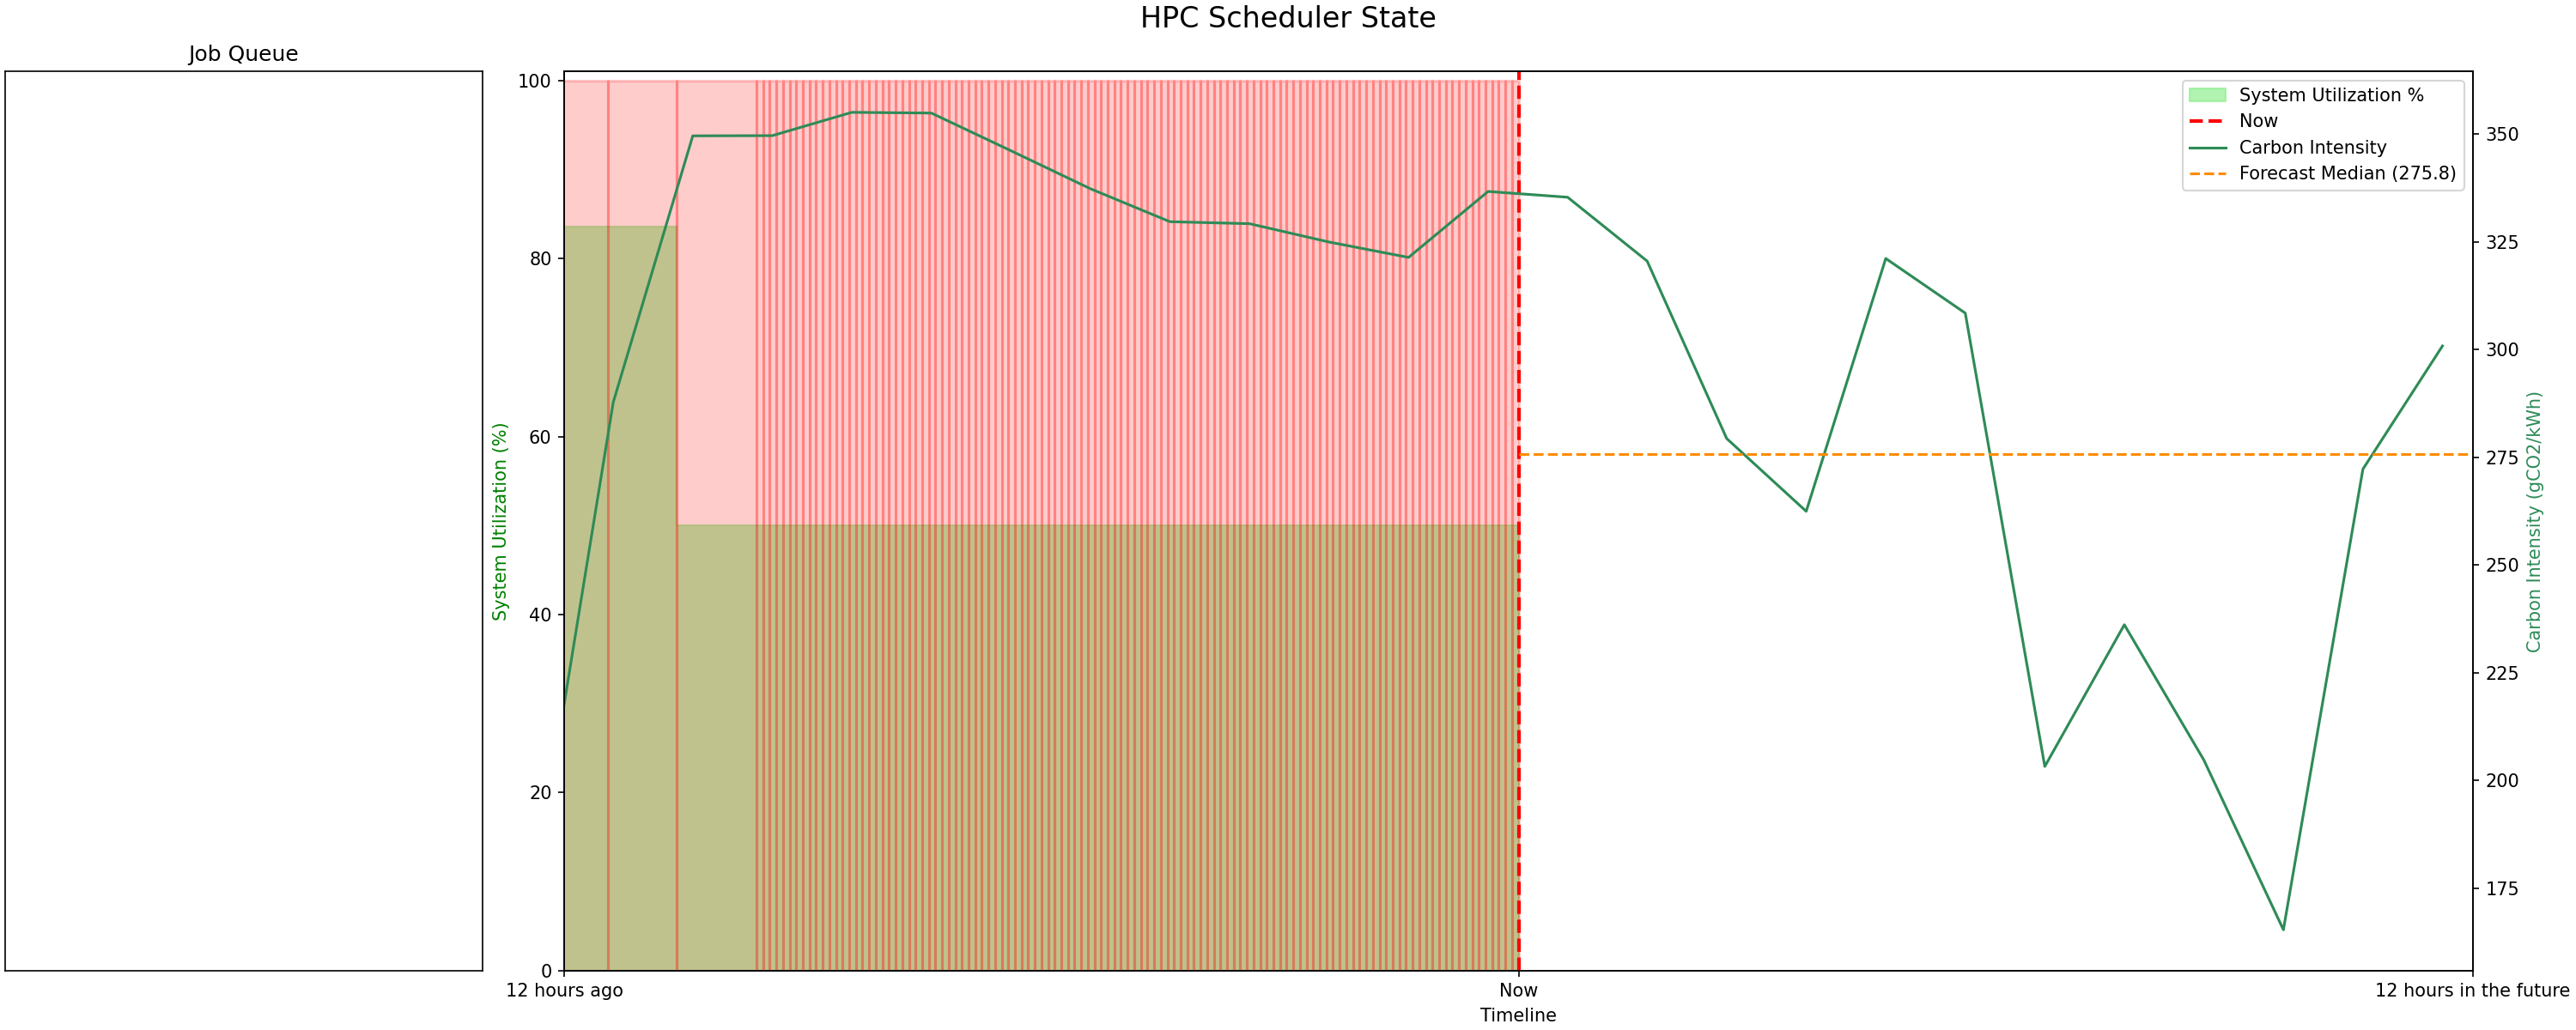 HPC Scheduler State
Job Queue
System Utilization (%)
100
80
60
40
20
0
System Utilization %
Now
Carbon Intensity
Forecast Median (275.8)
350
325
300
275
250
225
200
175
Carbon Intensity (gCO2/kWh)
12 hours ago
Now
12 hours in the future
Timeline